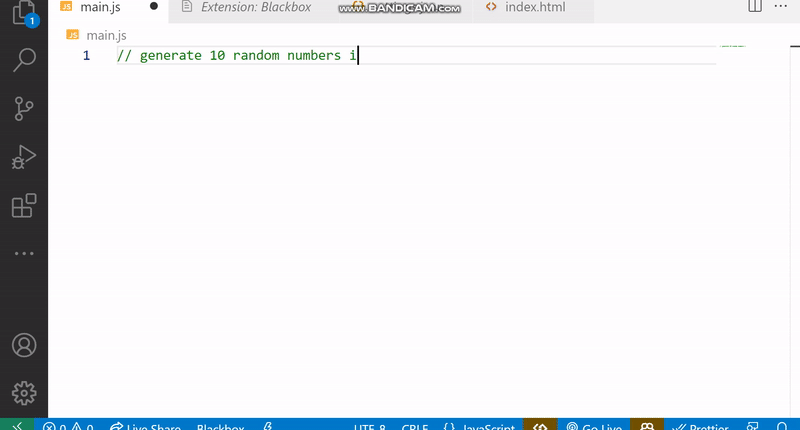 JS main.js ● Extension: Blackbox www.BANDICAM.com <> index.html ...
1
JS main.js
1 // generate 10 random numbers i
0 0 Live Share Blackbox UTF-8 CRLF {} JavaScript Go Live Prettier